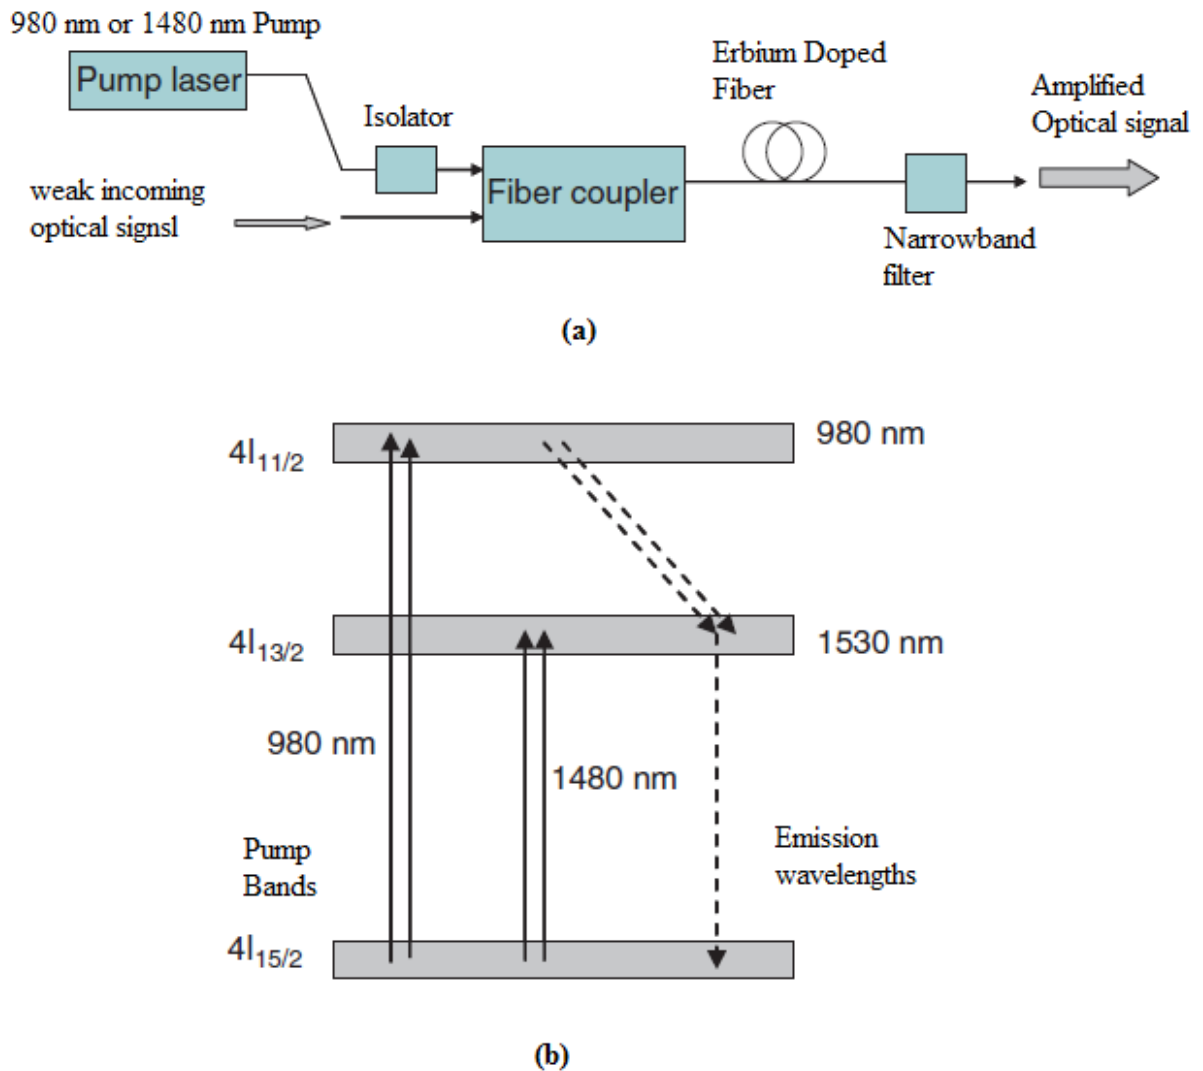 980 nm or 1480 nm Pump
Pump laser
Isolator
weak incoming
optical signsl
Fiber coupler
Erbium Doped
Fiber
Narrowband
filter
Amplified
Optical signal
(a)
4I11/2
980 nm
4I13/2
1530 nm
980 nm
1480 nm
Pump
Bands
Emission
wavelengths
4I15/2
(b)